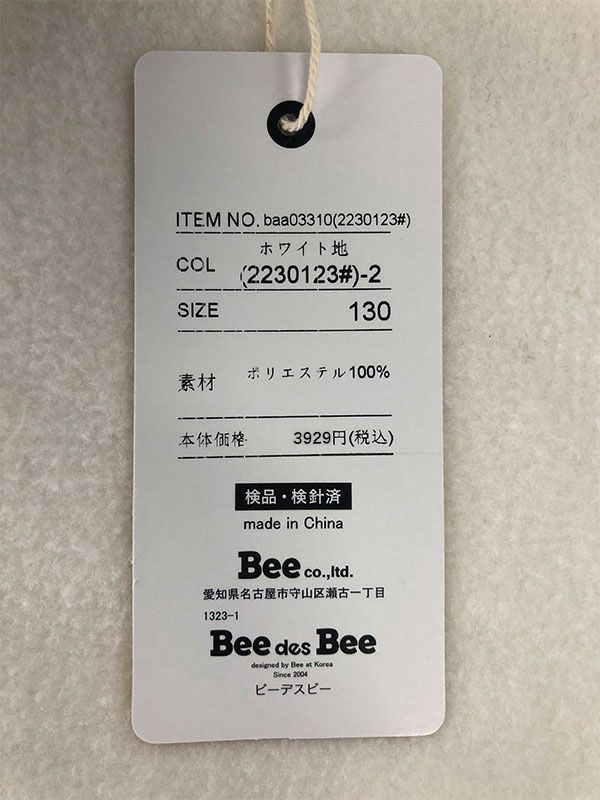 ITEM NO. baa03310(2230123#)
ホワイト地
COL (2230123#)-2
SIZE 130
素材 ポリエステル100%
本体価格 3929円(税込)
検品・検針済
made in China
Bee co.,ltd.
愛知県名古屋市守山区瀬古一丁目
1323-1
Bee des Bee
designed by Bee at Korea
Since 2004
ビーデスビー